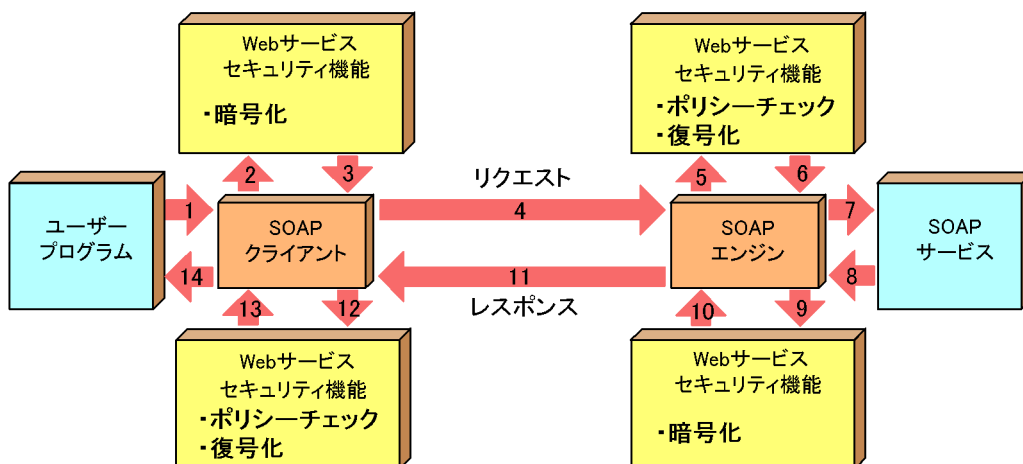 Webサービス
セキュリティ機能
・暗号化
Webサービス
セキュリティ機能
・ポリシーチェック
・復号化
2
3
リクエスト
5
6
ユーザー
プログラム
1
SOAP
クライアント
4
SOAP
エンジン
7
SOAP
サービス
14
11
8
レスポンス
13
12
10
9
Webサービス
セキュリティ機能
・ポリシーチェック
・復号化
Webサービス
セキュリティ機能
・暗号化